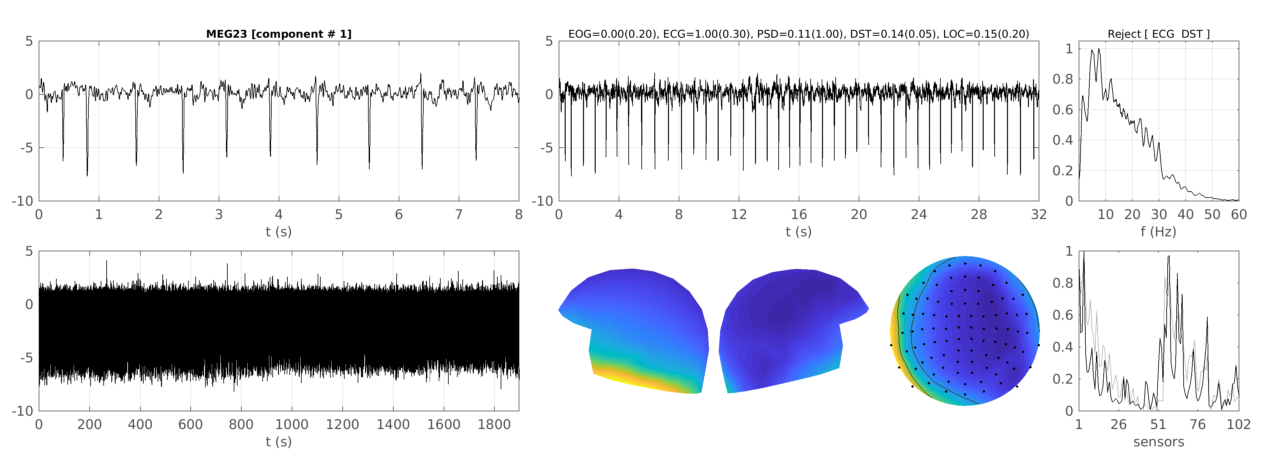 MEG23 [component # 1]
5
0
-5
-10
0 1 2 3 4 5 6 7 8
t (s)
EOG=0.00(0.20), ECG=1.00(0.30), PSD=0.11(1.00), DST=0.14(0.05), LOC=0.15(0.20)
5
0
-5
-10
0 4 8 12 16 20 24 28 32
t (s)
Reject [ ECG DST ]
1
0.8
0.6
0.4
0.2
0
10 20 30 40 50 60
f (Hz)
5
0
-5
-10
0 200 400 600 800 1000 1200 1400 1600 1800
t (s)
1
0.8
0.6
0.4
0.2
0
1 26 51 76 102
sensors